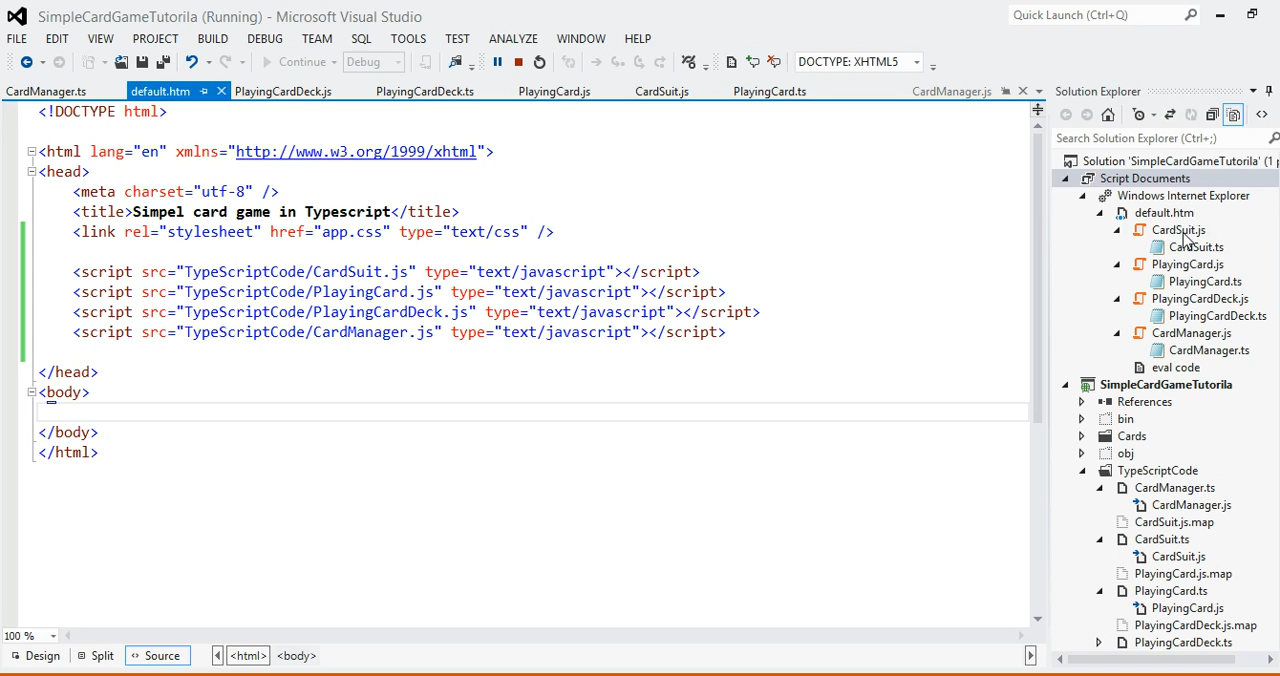 SimpleCardGameTutorila (Running) - Microsoft Visual Studio
Quick Launch (Ctrl+Q)
FILE EDIT VIEW PROJECT BUILD DEBUG TEAM SQL TOOLS TEST ANALYZE WINDOW HELP
Continue Debug DOCTYPE: XHTML5
CardManager.ts default.htm PlayingCardDeck.js PlayingCardDeck.ts PlayingCard.js CardSuit.js PlayingCard.ts CardManager.js
<!DOCTYPE html>
<html lang="en" xmlns="http://www.w3.org/1999/xhtml">
<head>
<meta charset="utf-8" />
<title>Simpel card game in Typescript</title>
<link rel="stylesheet" href="app.css" type="text/css" />
<script src="TypeScriptCode/CardSuit.js" type="text/javascript"></script>
<script src="TypeScriptCode/PlayingCard.js" type="text/javascript"></script>
<script src="TypeScriptCode/PlayingCardDeck.js" type="text/javascript"></script>
<script src="TypeScriptCode/CardManager.js" type="text/javascript"></script>
</head>
<body>
</body>
</html>
100 %
Design Split Source <html> <body>
Solution Explorer
Search Solution Explorer (Ctrl+;)
Solution 'SimpleCardGameTutorila' (1 p
Script Documents
Windows Internet Explorer
default.htm
CardSuit.js
CardSuit.ts
PlayingCard.js
PlayingCard.ts
PlayingCardDeck.js
PlayingCardDeck.ts
CardManager.js
CardManager.ts
eval code
SimpleCardGameTutorila
References
bin
Cards
obj
TypeScriptCode
CardManager.ts
CardManager.js
CardSuit.js.map
CardSuit.ts
CardSuit.js
PlayingCard.js.map
PlayingCard.ts
PlayingCard.js
PlayingCardDeck.js.map
PlayingCardDeck.ts